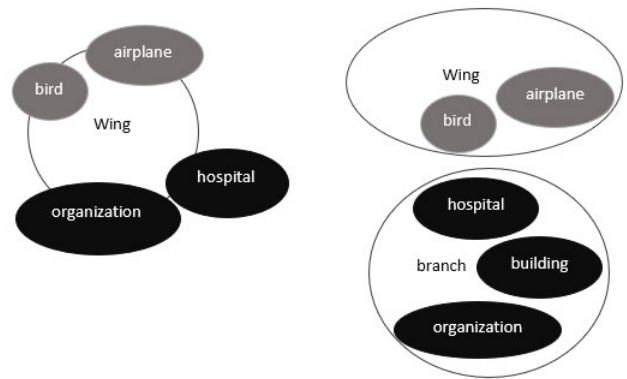 airplane
bird
Wing
hospital
organization
Wing
airplane
bird
hospital
branch
building
organization